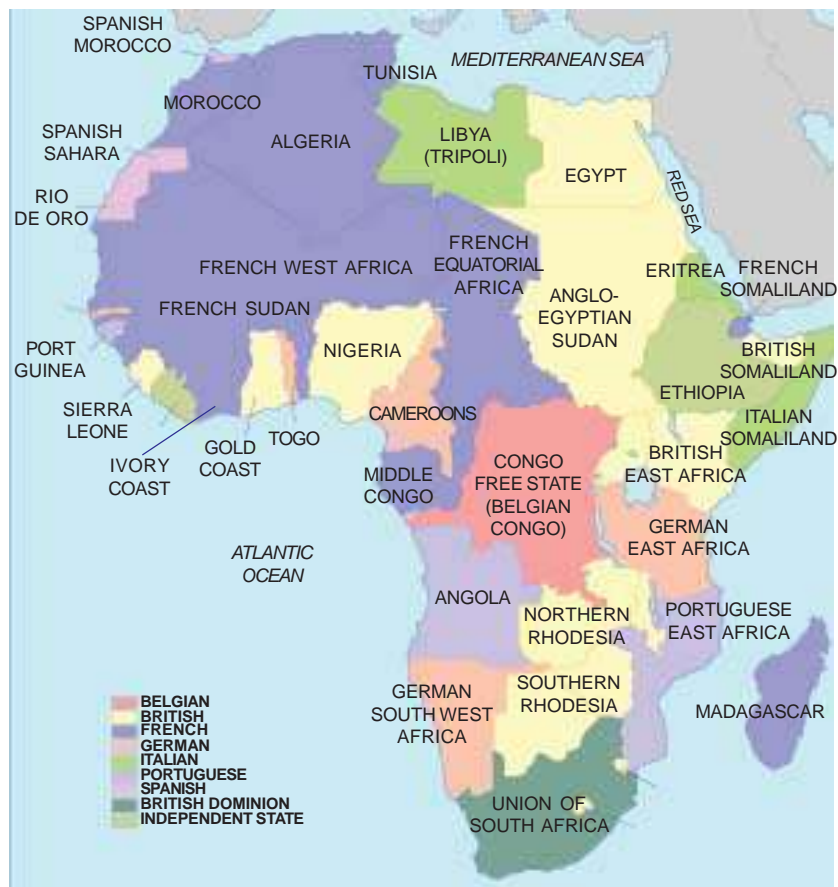 SPANISH
MOROCCO
MEDITERRANEAN SEA
TUNISIA
MOROCCO
ALGERIA
LIBYA
(TRIPOLI)
SPANISH
SAHARA
EGYPT
RED SEA
RIO
DE ORO
FRENCH WEST AFRICA
FRENCH
EQUATORIAL
AFRICA
ERITREA
FRENCH
SOMALILAND
FRENCH SUDAN
ANGLO-
EGYPTIAN
SUDAN
PORT
GUINEA
NIGERIA
BRITISH
SOMALILAND
ETHIOPIA
SIERRA
LEONE
CAMEROONS
ITALIAN
SOMALILAND
IVORY
COAST
GOLD
COAST
TOGO
MIDDLE
CONGO
CONGO
FREE STATE
(BELGIAN
CONGO)
BRITISH
EAST AFRICA
GERMAN
EAST AFRICA
ATLANTIC
OCEAN
ANGOLA
NORTHERN
RHODESIA
PORTUGUESE
EAST AFRICA
GERMAN
SOUTH WEST
AFRICA
SOUTHERN
RHODESIA
MADAGASCAR
UNION OF
SOUTH AFRICA
BELGIAN
BRITISH
FRENCH
GERMAN
ITALIAN
PORTUGUESE
SPANISH
BRITISH DOMINION
INDEPENDENT STATE